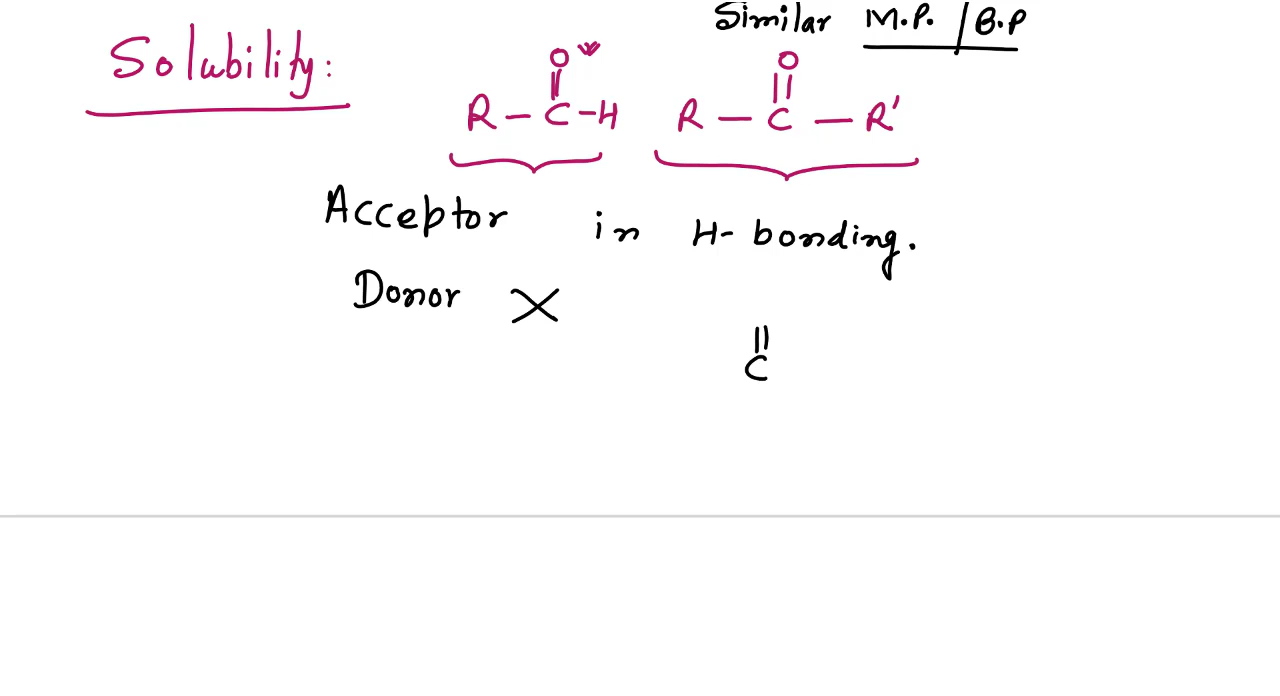 Similar M.P. / B.P
Solubility:
O O
|| ||
R – C – H R — C — R'
Acceptor in H- bonding.
Donor X
||
C